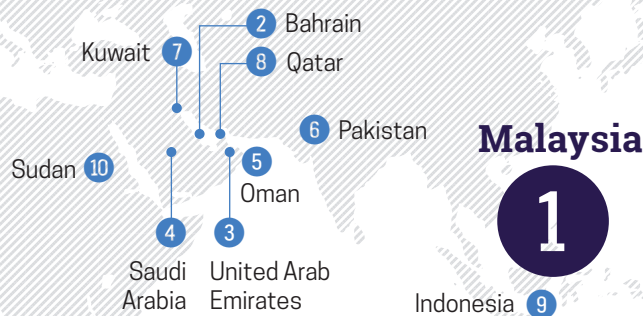 2 Bahrain
Kuwait 7
8 Qatar
6 Pakistan
Malaysia
1
Sudan 10
5
Oman
4
3
Saudi
Arabia
United Arab
Emirates
Indonesia 9